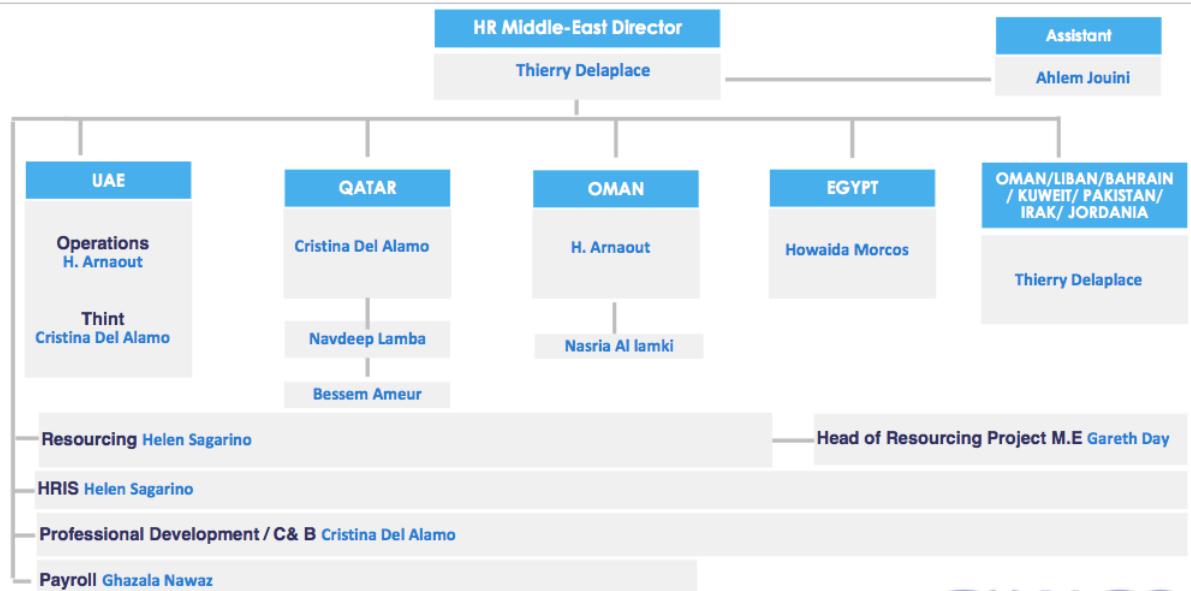 HR Middle-East Director
Thierry Delaplace
Assistant
Ahlem Jouini
UAE
Operations
H. Arnaout
Thint
Cristina Del Alamo
QATAR
Cristina Del Alamo
Navdeep Lamba
Bessem Ameur
OMAN
H. Arnaout
Nasria Al lamki
EGYPT
Howaida Morcos
OMAN/LIBAN/BAHRAIN
/ KUWEIT/ PAKISTAN/
IRAK/ JORDANIA
Thierry Delaplace
Resourcing Helen Sagarino
Head of Resourcing Project M.E Gareth Day
HRIS Helen Sagarino
Professional Development / C& B Cristina Del Alamo
Payroll Ghazala Nawaz